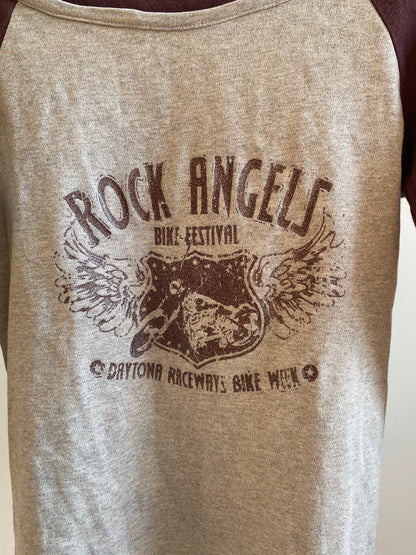 ROCK ANGELS
BIKE FESTIVAL
DAYTONA RACEWAYS BIKE WEEK